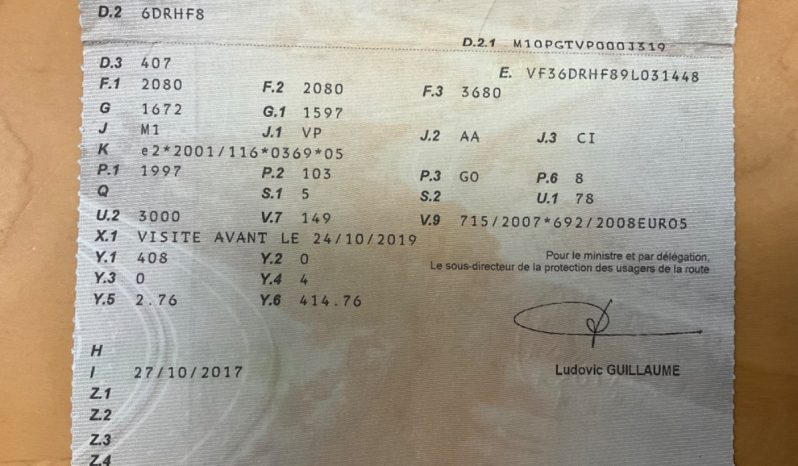 D.2 6DRHF8
D.2.1 M10PGTVP000J319
D.3 407
E. VF36DRHF89L031448
F.1 2080 F.2 2080 F.3 3680
G 1672 G.1 1597
J M1 J.1 VP J.2 AA J.3 CI
K e2*2001/116*0369*05
P.1 1997 P.2 103 P.3 GO P.6 8
Q S.1 5 S.2 U.1 78
U.2 3000 V.7 149 V.9 715/2007*692/2008EURO5
X.1 VISITE AVANT LE 24/10/2019
Y.1 408 Y.2 0
Y.3 0 Y.4 4
Y.5 2.76 Y.6 414.76
Pour le ministre et par délégation,
Le sous-directeur de la protection des usagers de la route
Ludovic GUILLAUME
H
I 27/10/2017
Z.1
Z.2
Z.3
Z.4